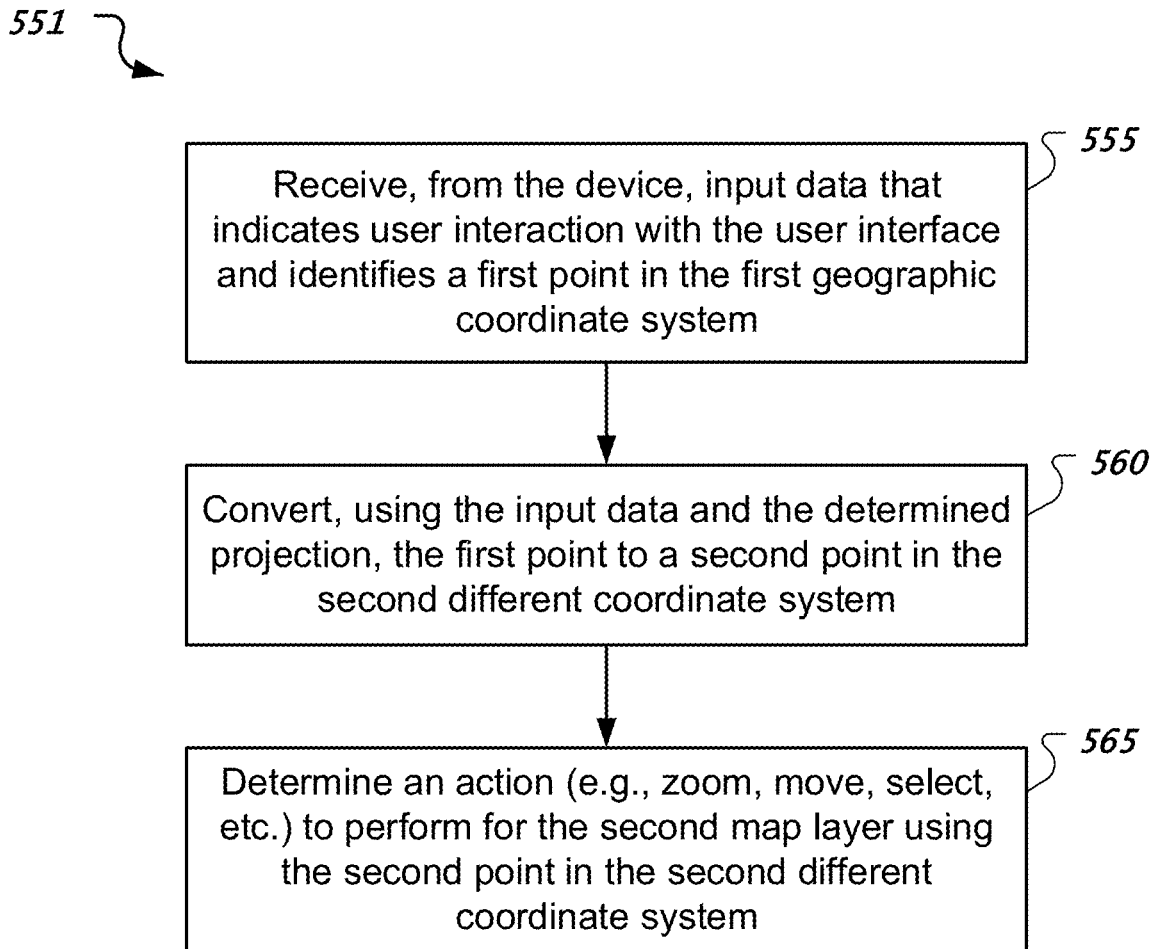 551
555
Receive, from the device, input data that
indicates user interaction with the user interface
and identifies a first point in the first geographic
coordinate system
560
Convert, using the input data and the determined
projection, the first point to a second point in the
second different coordinate system
565
Determine an action (e.g., zoom, move, select,
etc.) to perform for the second map layer using
the second point in the second different
coordinate system